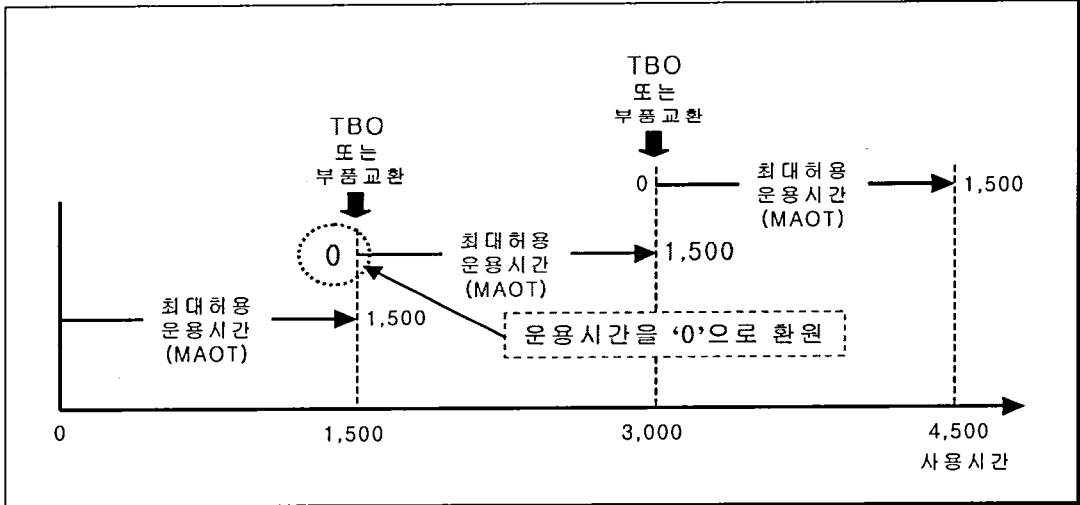 TBO
또는
부품교환
TBO
또는
부품교환
0
최대허용
운용시간
(MAOT)
1,500
0
최대허용
운용시간
(MAOT)
1,500
최대허용
운용시간
(MAOT)
1,500
운용시간을 '0'으로 환원
0
1,500
3,000
4,500
사용시간